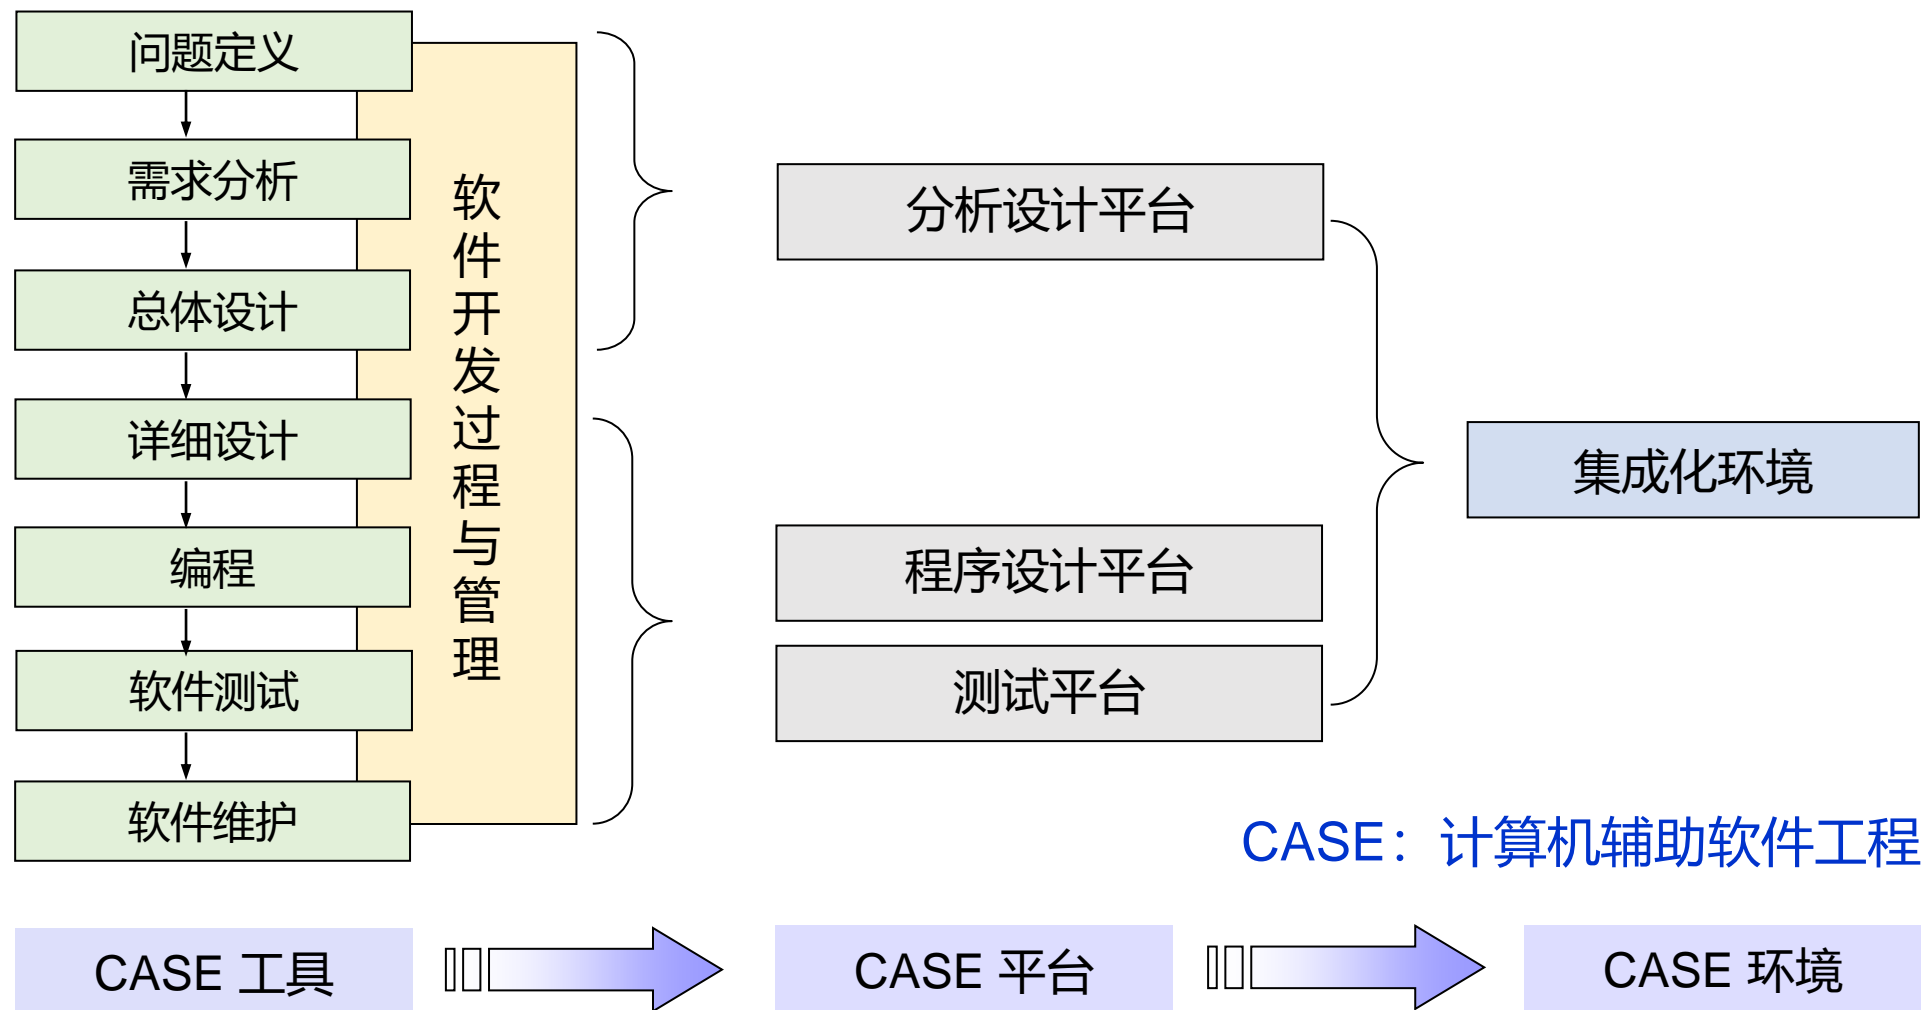 问题定义
需求分析
总体设计
详细设计
编程
软件测试
软件维护
软件开发过程与管理
分析设计平台
程序设计平台
测试平台
集成化环境
CASE：计算机辅助软件工程
CASE 工具
CASE 平台
CASE 环境